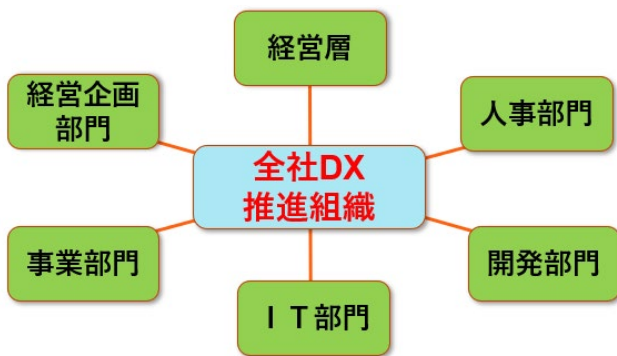 経営層
経営企画
部門
人事部門
全社DX
推進組織
事業部門
開発部門
ＩＴ部門